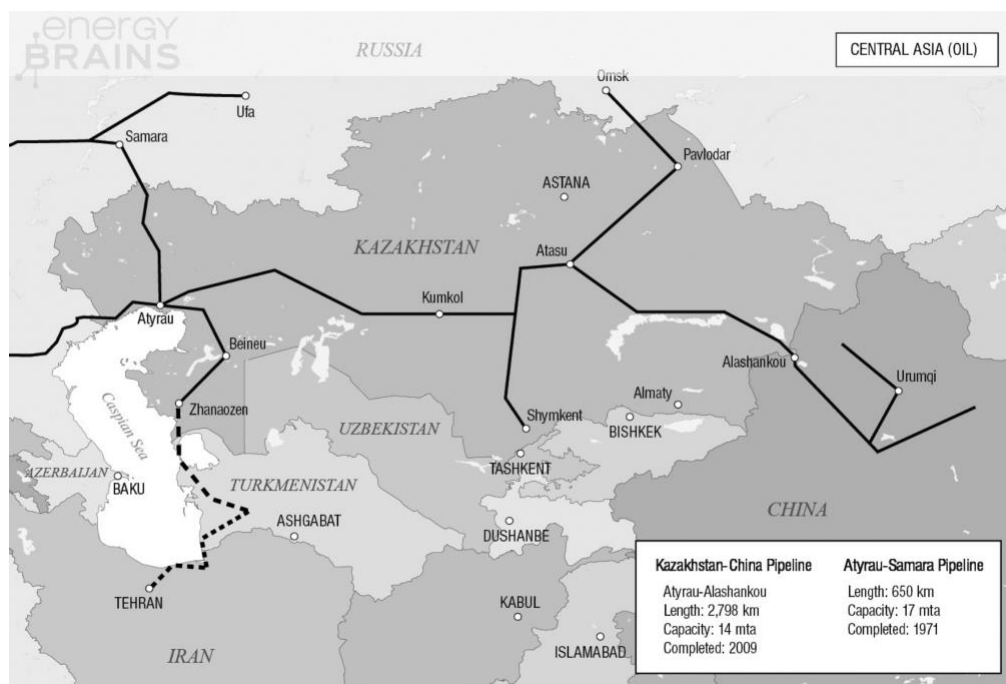 energy
BRAINS
RUSSIA
CENTRAL ASIA (OIL)
Omsk
Ufa
Samara
Pavlodar
ASTANA
KAZAKHSTAN
Atasu
Kumkol
Atyrau
Beineu
Alashankou
Urumqi
Zhanaozen
Almaty
Caspian Sea
Shymkent
BISHKEK
UZBEKISTAN
TASHKENT
AZERBAIJAN
BAKU
TURKMENISTAN
CHINA
ASHGABAT
DUSHANBE
TEHRAN
KABUL
IRAN
ISLAMABAD
Kazakhstan-China Pipeline
Atyrau-Alashankou
Length: 2,798 km
Capacity: 14 mta
Completed: 2009
Atyrau-Samara Pipeline
Length: 650 km
Capacity: 17 mta
Completed: 1971